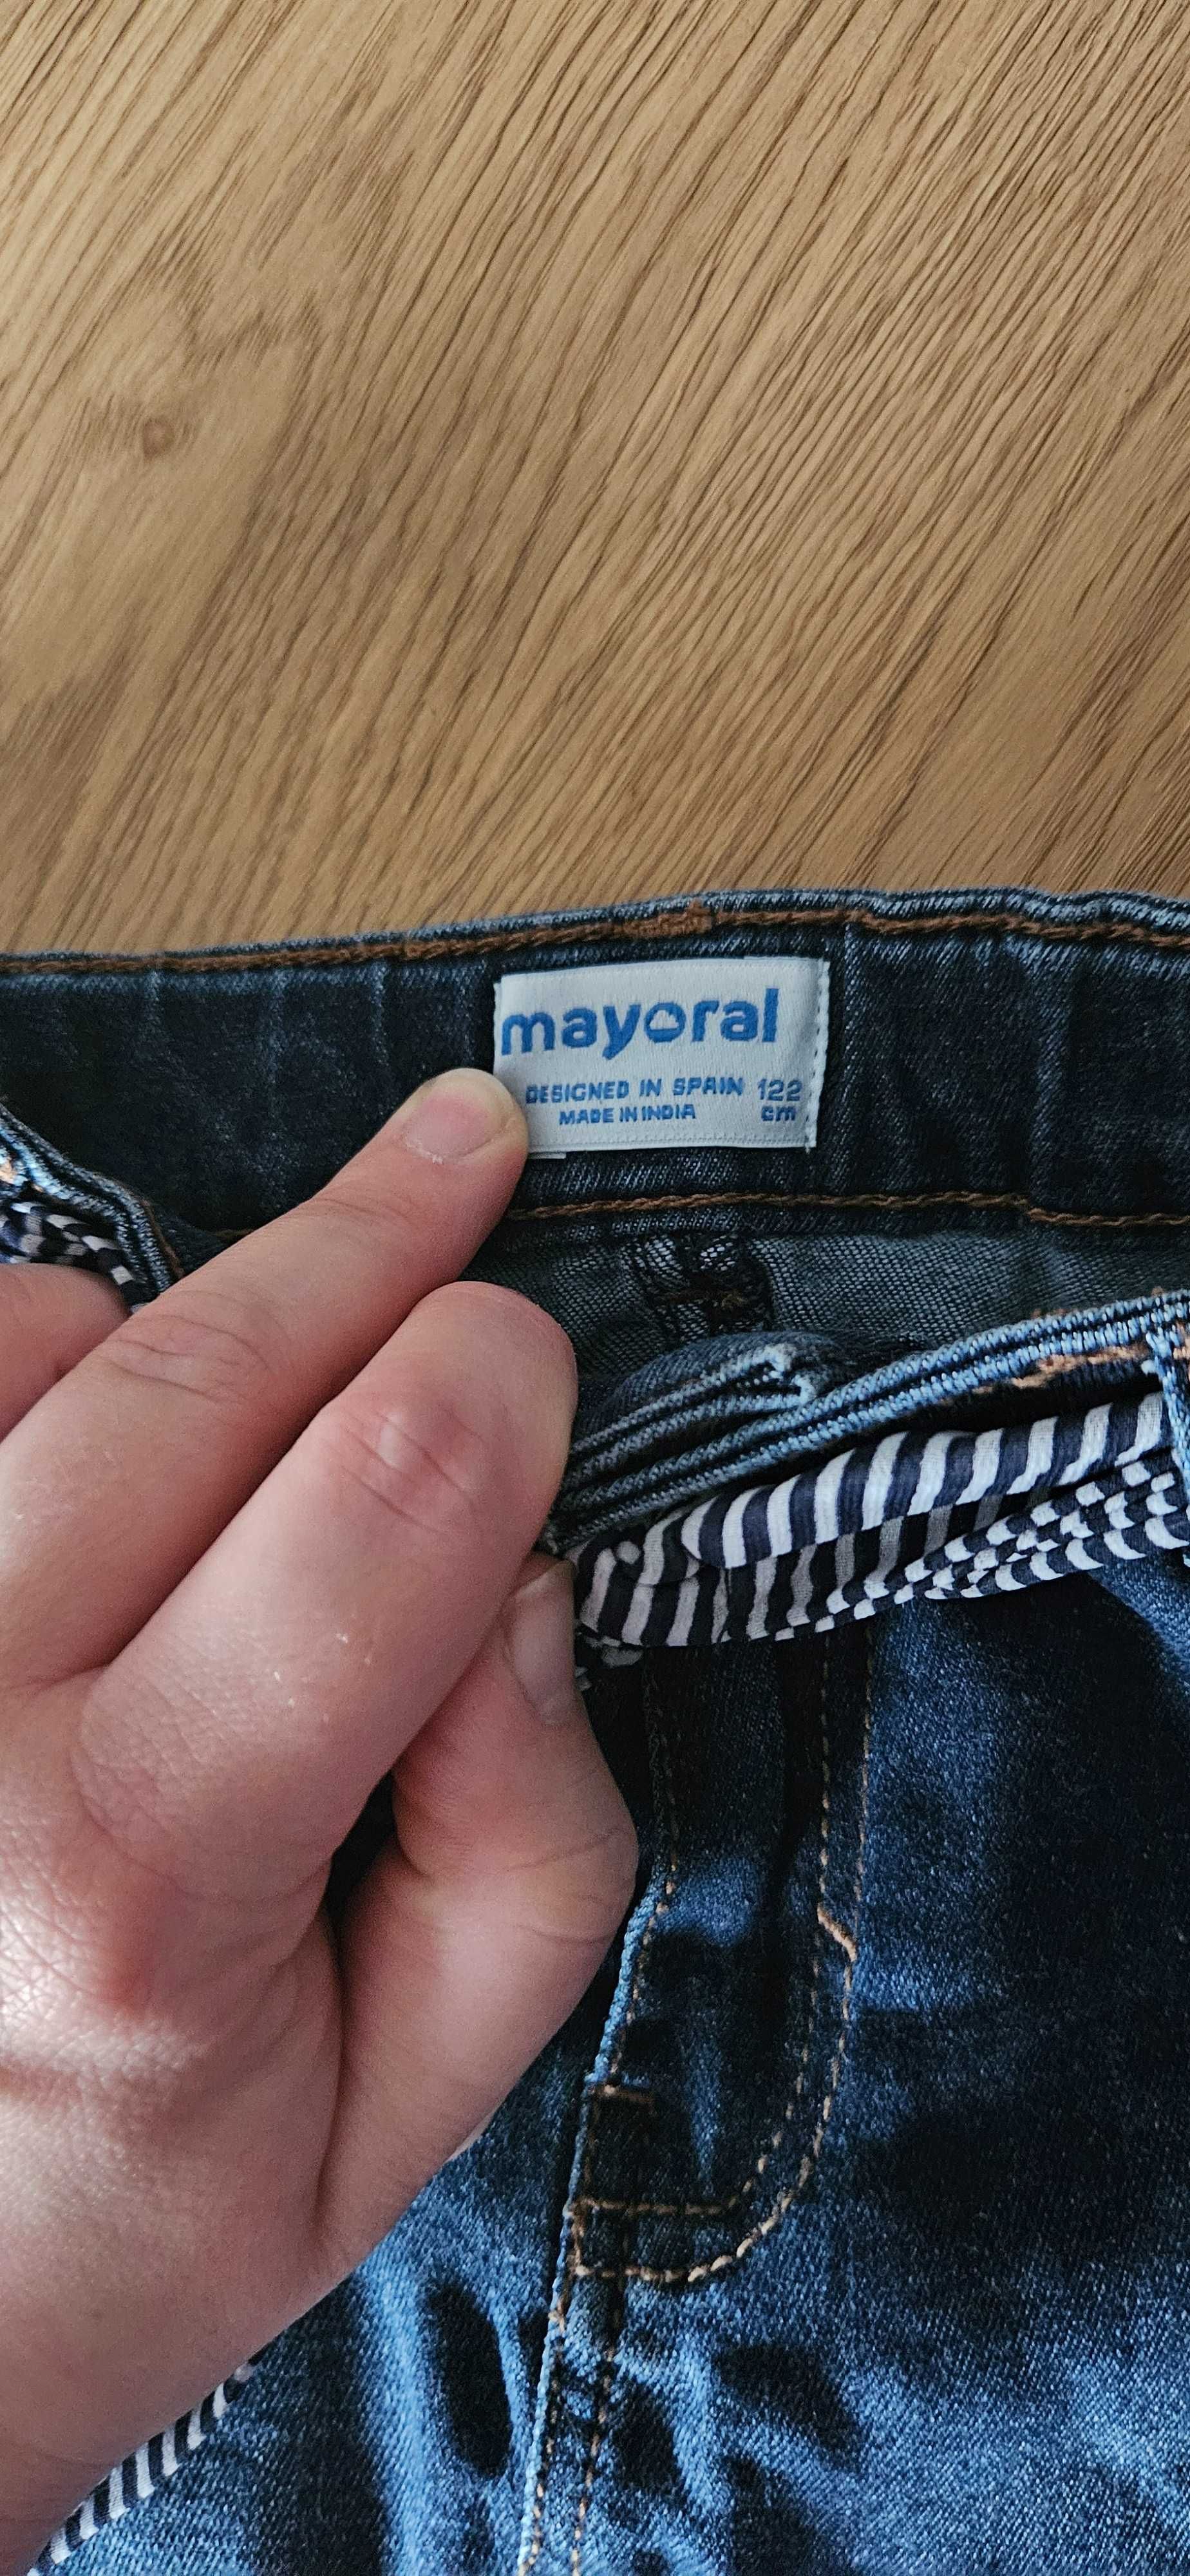 mayoral
DESIGNED IN SPAIN 122
MADE IN INDIA cm